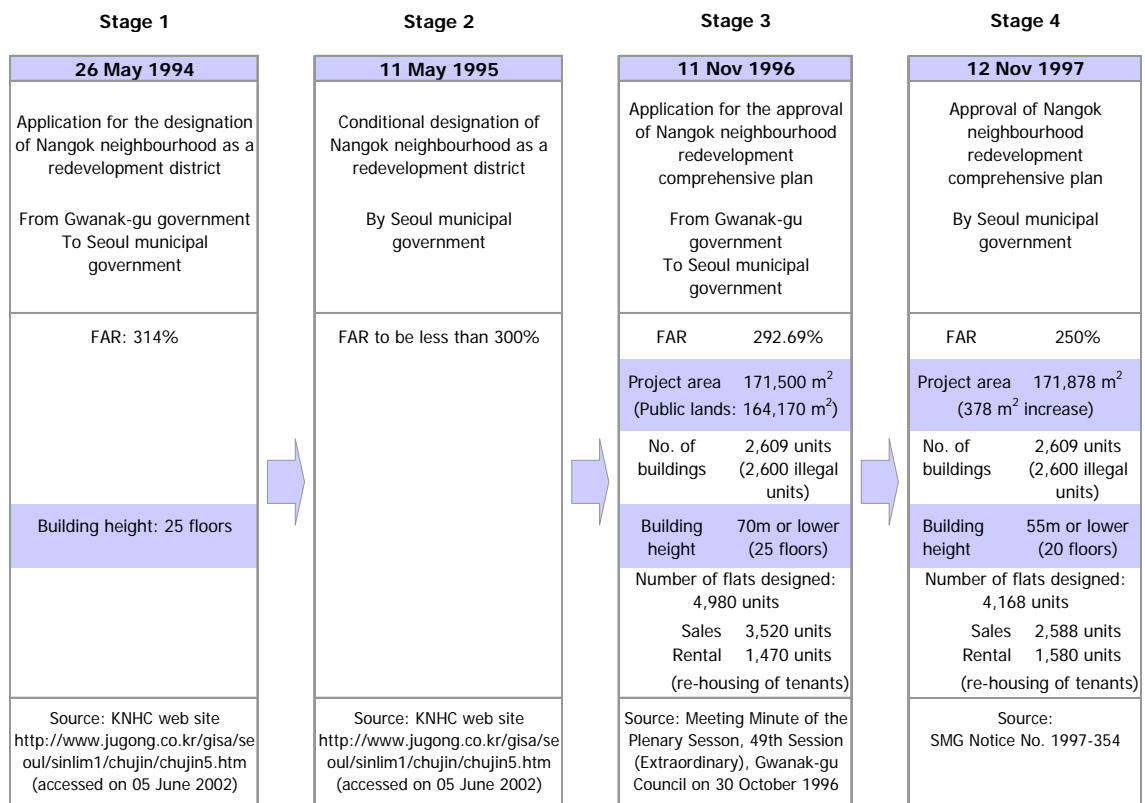 Stage 1
26 May 1994
Application for the designation
of Nangok neighbourhood as a
redevelopment district
From Gwanak-gu government
To Seoul municipal
government
FAR: 314%
Building height: 25 floors
Source: KNHC web site
http://www.jugong.co.kr/gisa/se
oul/sinlim1/chujin/chujin5.htm
(accessed on 05 June 2002)
Stage 2
11 May 1995
Conditional designation of
Nangok neighbourhood as a
redevelopment district
By Seoul municipal
government
FAR to be less than 300%
Source: KNHC web site
http://www.jugong.co.kr/gisa/se
oul/sinlim1/chujin/chujin5.htm
(accessed on 05 June 2002)
Stage 3
11 Nov 1996
Application for the approval
of Nangok neighbourhood
redevelopment
comprehensive plan
From Gwanak-gu
government
To Seoul municipal
government
FAR 292.69%
Project area 171,500 m²
(Public lands: 164,170 m²)
No. of 2,609 units
buildings (2,600 illegal
units)
Building 70m or lower
height (25 floors)
Number of flats designed:
4,980 units
Sales 3,520 units
Rental 1,470 units
(re-housing of tenants)
Source: Meeting Minute of the
Plenary Sesson, 49th Session
(Extraordinary), Gwanak-gu
Council on 30 October 1996
Stage 4
12 Nov 1997
Approval of Nangok
neighbourhood
redevelopment
comprehensive plan
By Seoul municipal
government
FAR 250%
Project area 171,878 m²
(378 m² increase)
No. of 2,609 units
buildings (2,600 illegal
units)
Building 55m or lower
height (20 floors)
Number of flats designed:
4,168 units
Sales 2,588 units
Rental 1,580 units
(re-housing of tenants)
Source:
SMG Notice No. 1997-354